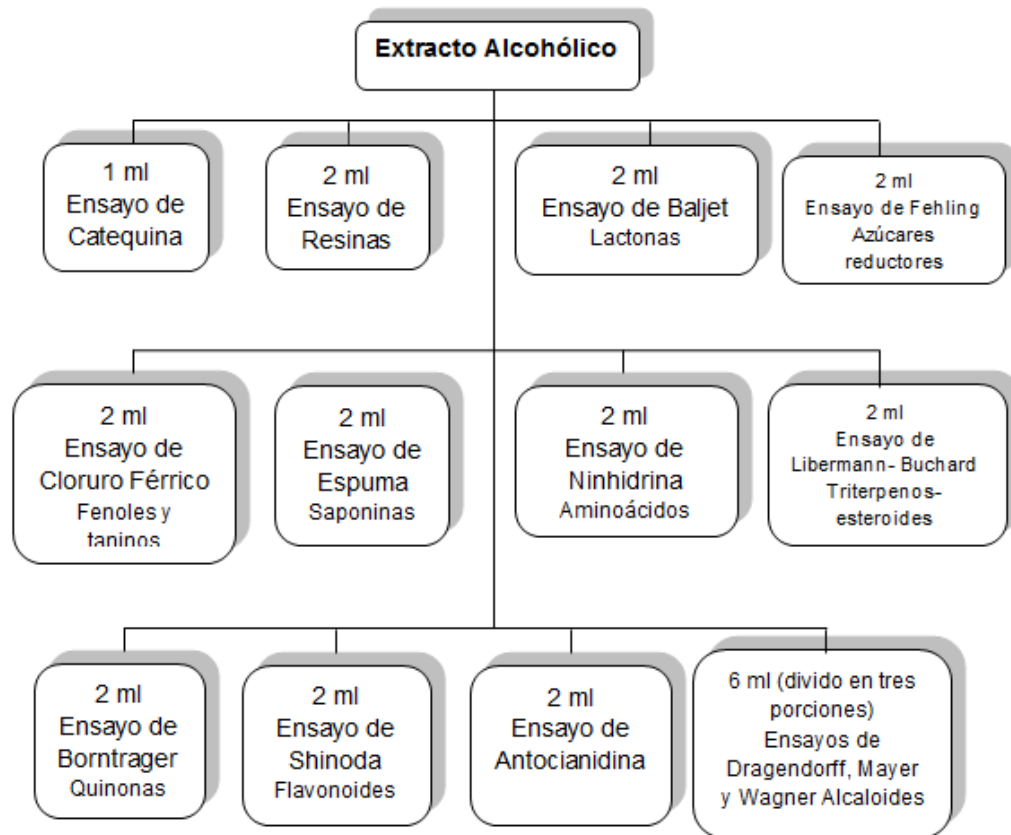 Extracto Alcohólico
1 ml
Ensayo de
Catequina
2 ml
Ensayo de
Resinas
2 ml
Ensayo de Baljet
Lactonas
2 ml
Ensayo de Fehling
Azúcares
reductores
2 ml
Ensayo de
Cloruro Férrico
Fenoles y
taninos
2 ml
Ensayo de
Espuma
Saponinas
2 ml
Ensayo de
Ninhidrina
Aminoácidos
2 ml
Ensayo de
Libermann- Buchard
Triterpenos-
esteroides
2 ml
Ensayo de
Borntrager
Quinonas
2 ml
Ensayo de
Shinoda
Flavonoides
2 ml
Ensayo de
Antocianidina
6 ml (divido en tres
porciones)
Ensayos de
Dragendorff, Mayer
y Wagner Alcaloides